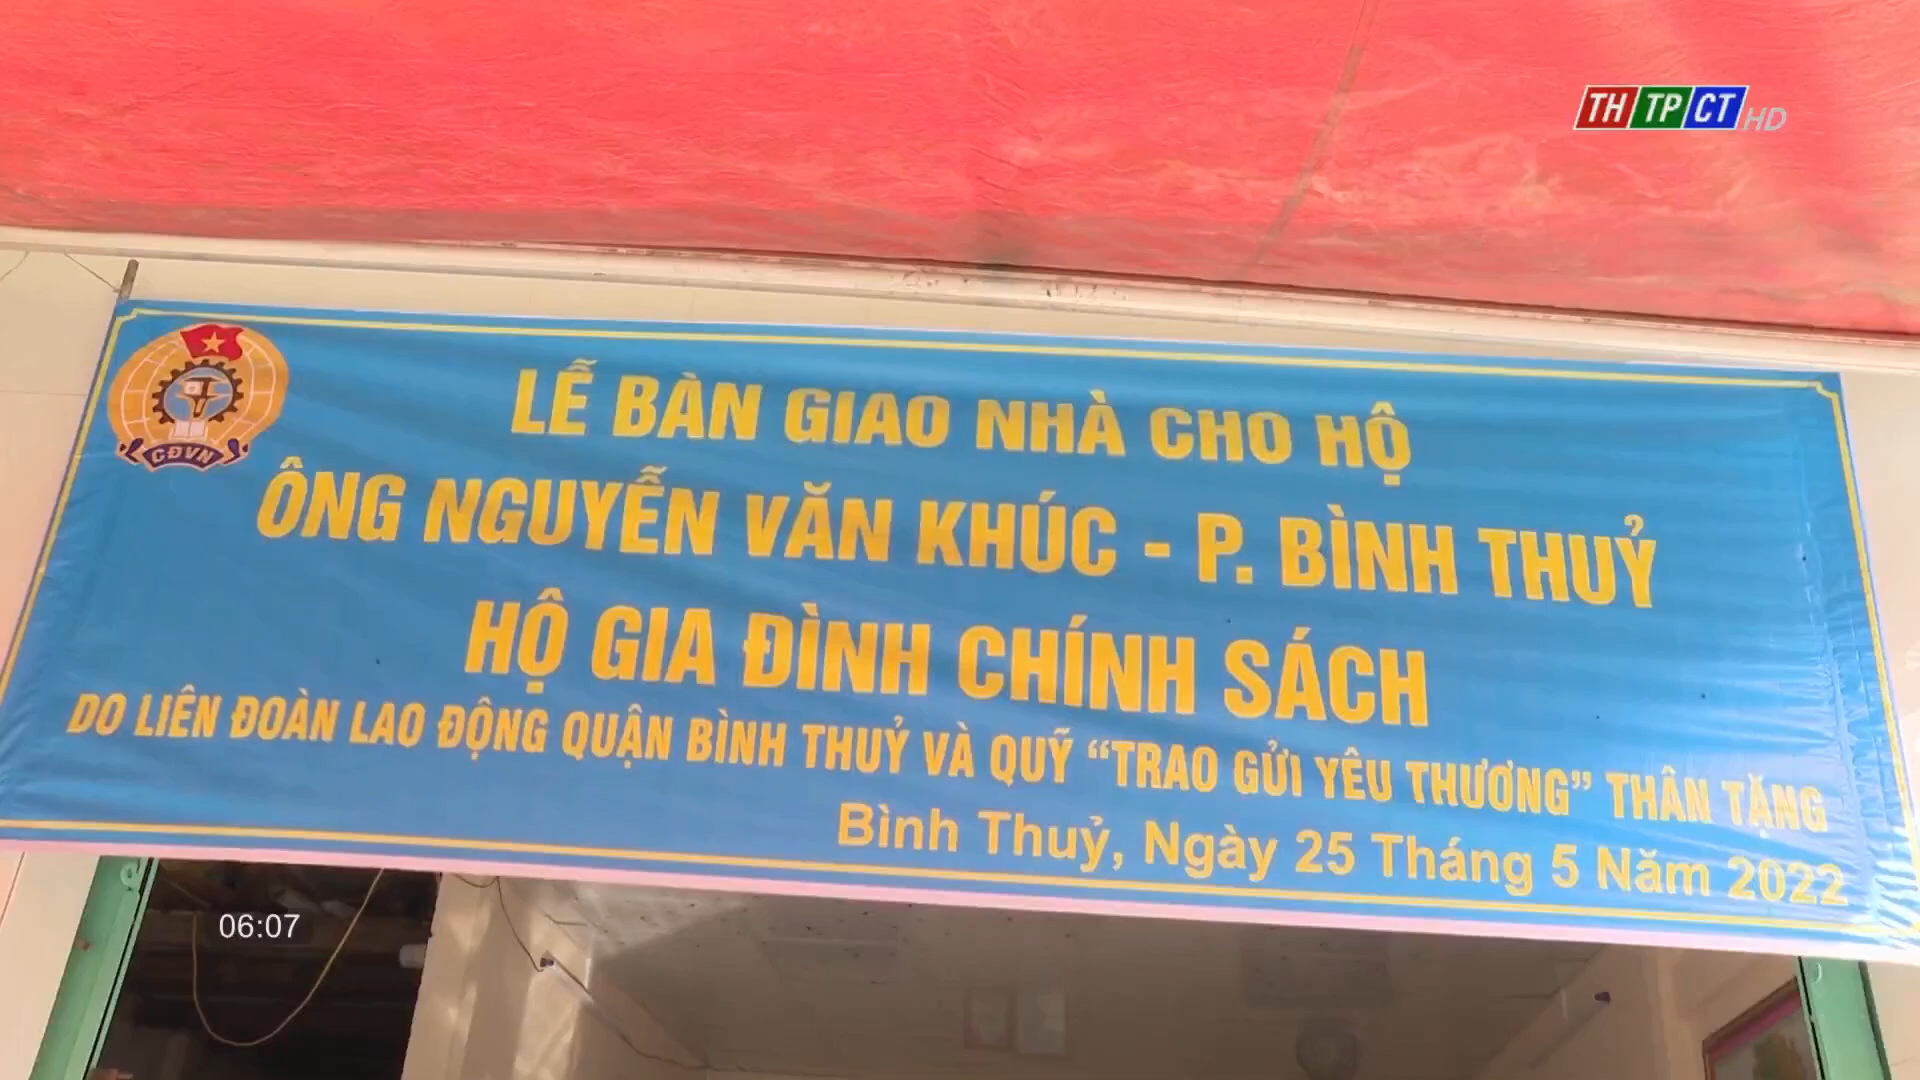 TH TP CT HD
CĐVN
LỄ BÀN GIAO NHÀ CHO HỘ
ÔNG NGUYỄN VĂN KHÚC - P. BÌNH THUỶ
HỘ GIA ĐÌNH CHÍNH SÁCH
DO LIÊN ĐOÀN LAO ĐỘNG QUẬN BÌNH THUỶ VÀ QUỸ “TRAO GỬI YÊU THƯƠNG” THÂN TẶNG
Bình Thuỷ, Ngày 25 Tháng 5 Năm 2022
06:07